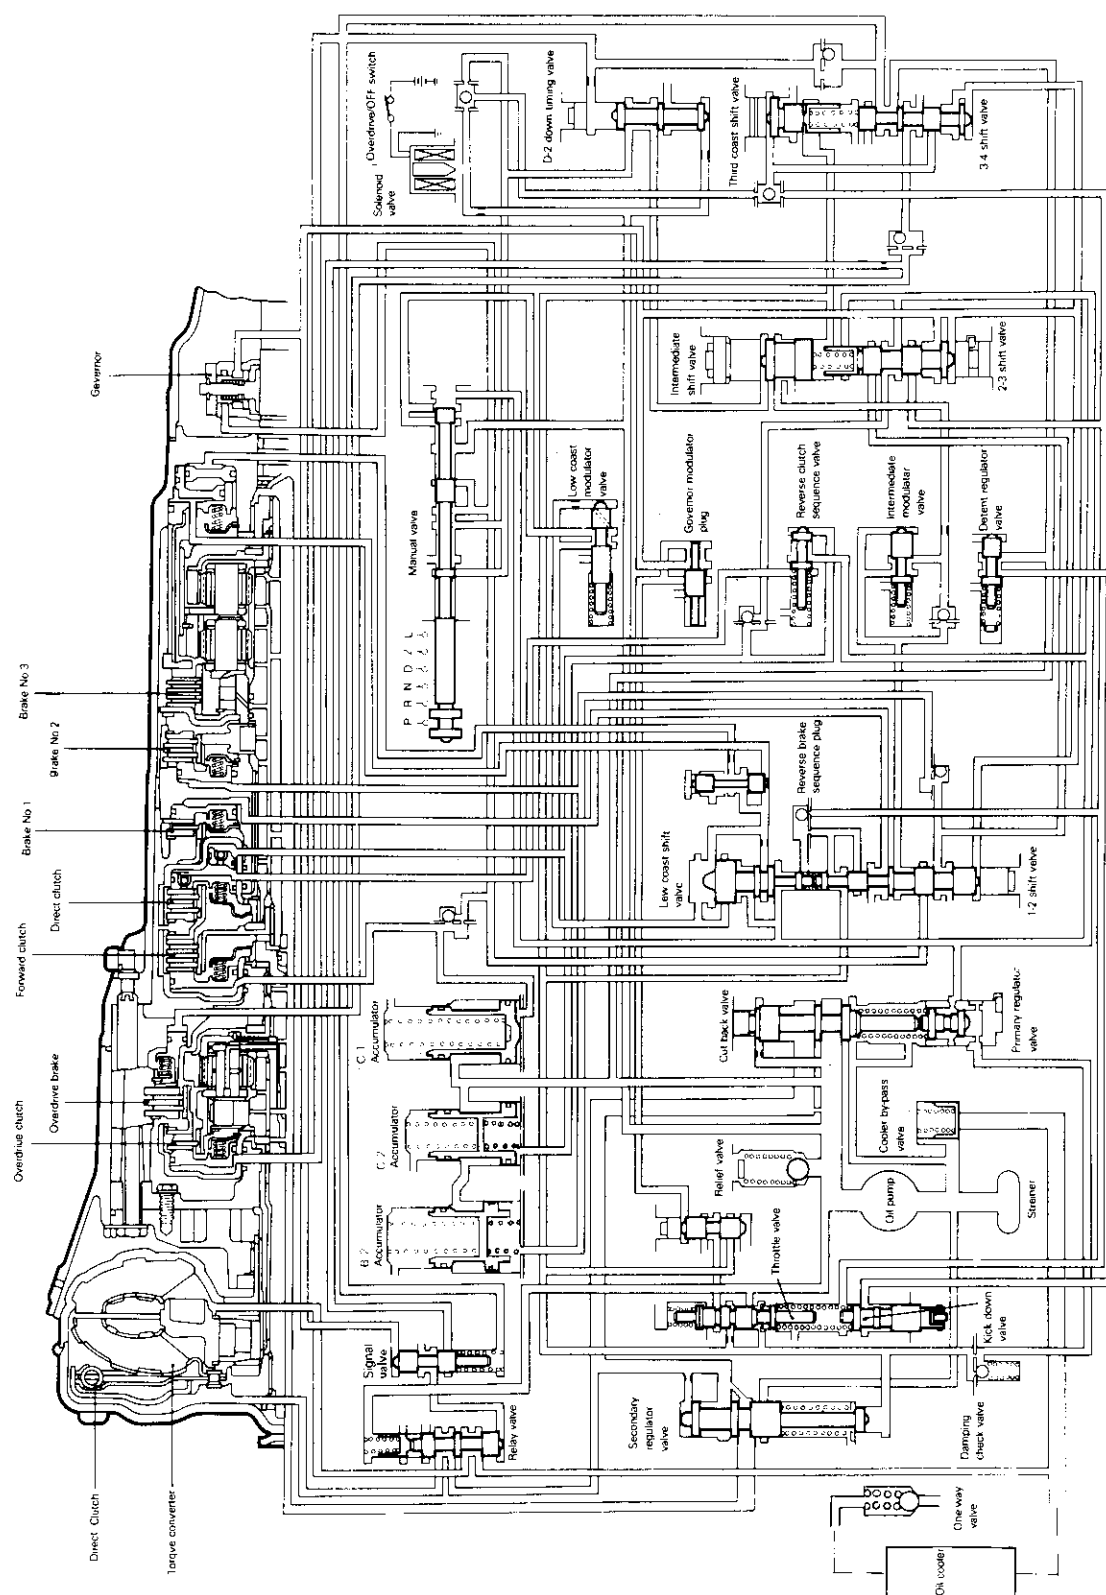 Direct Clutch
Torque converter
Overdrive clutch
Overdrive brake
Forward clutch
Direct clutch
Brake No 1
Brake No.2
Brake No 3
Governor
Solenoid
valve
Overdrive/OFF switch
D-2 down timing valve
Third coast shift valve
3-4 shift valve
Manual valve
P R N D 2 L
Low coast
modulator
valve
Intermediate
shift valve
2-3 shift valve
Governor modulator
plug
Reverse clutch
sequence valve
Intermediate
modulatar
valve
Detent regulator
valve
Reverse brake
sequence plug
Lew coast shift
valve
1-2 shift valve
C 1
Accumulator
C 2
Accumulator
B 2
Accumulator
Cut back valve
Primary regulator
valve
Relief valve
Cooler by-pass
valve
Oil pump
Streiner
Throttle valve
Kick down
valve
Signal
valve
Relay valve
Secondary
regulator
valve
Damping
check valve
One way
valve
Oil cooler